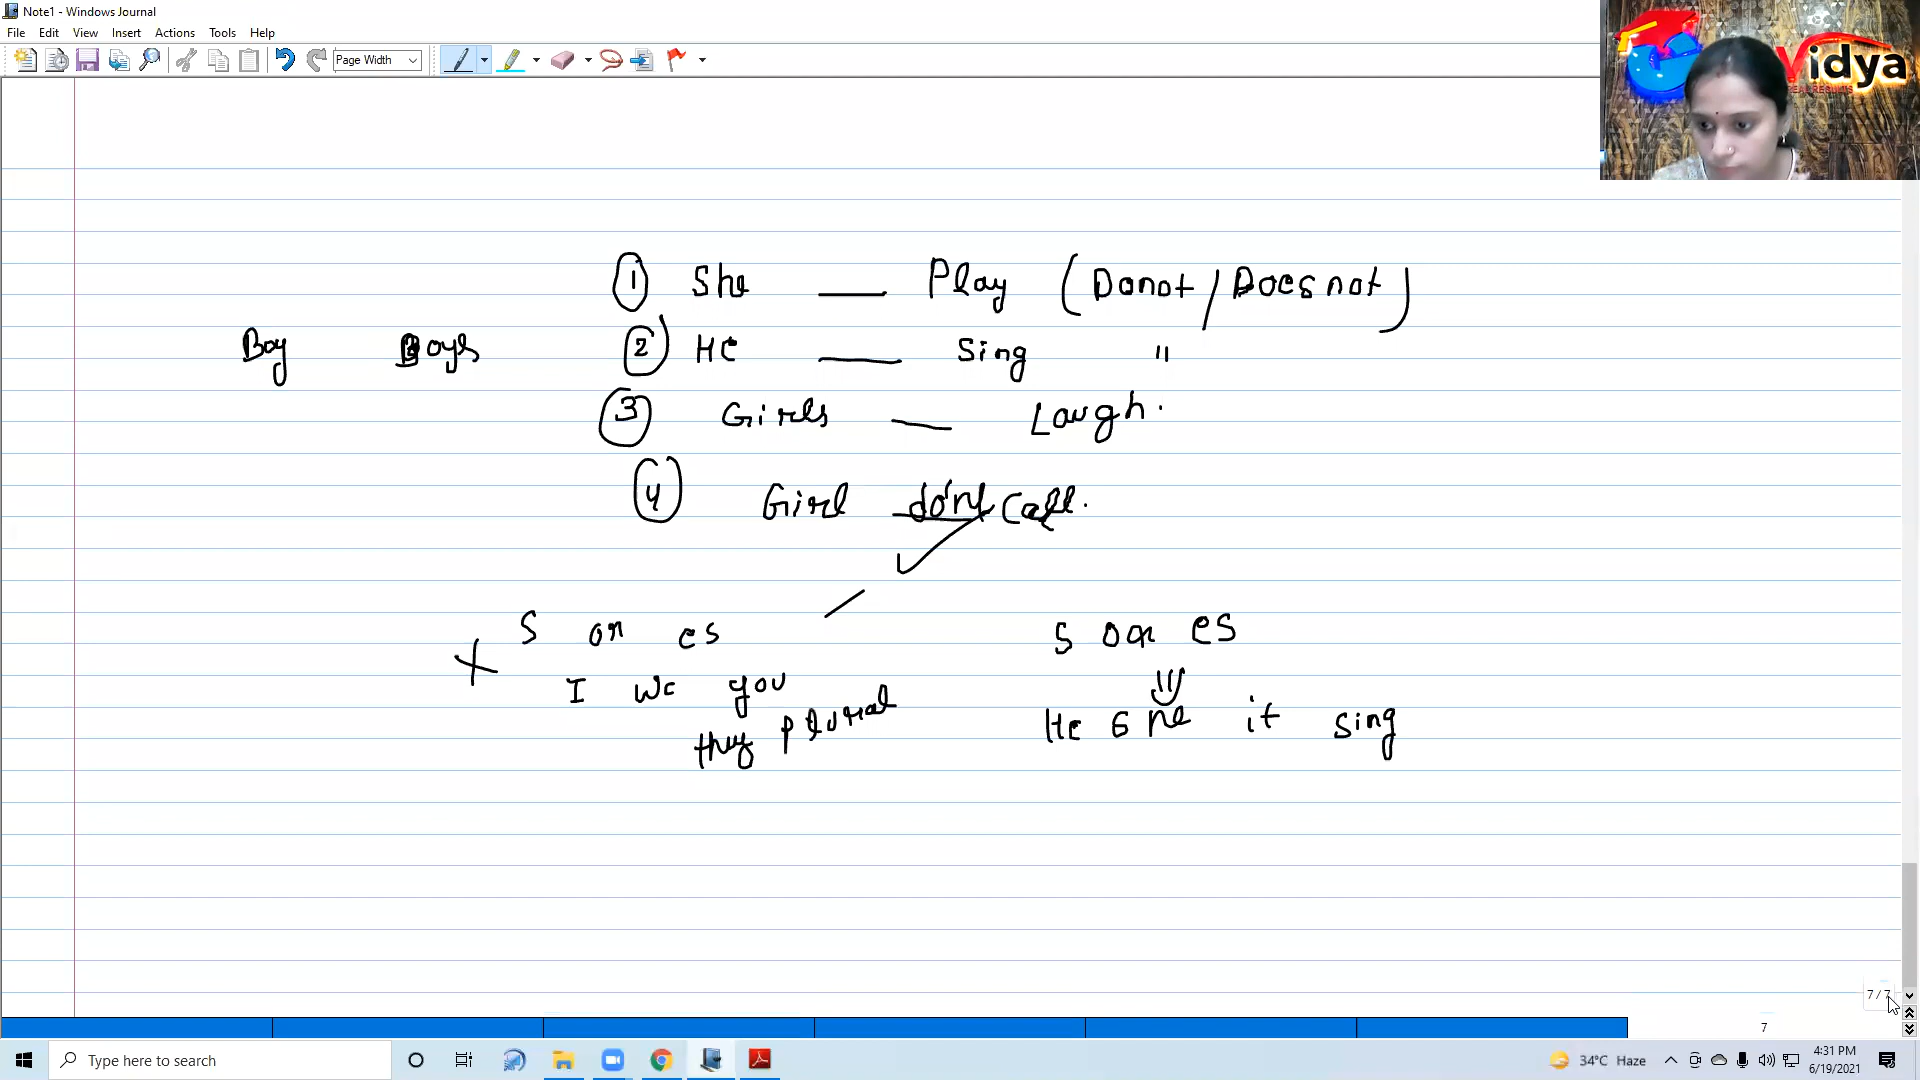 Note1 - Windows Journal
File Edit View Insert Actions Tools Help
Page Width
Vidya
① She ___ Play (Donot / Does not)
Boy Boys ② He ___ Sing "
③ Girls ___ Laugh.
④ Girl don't Call.
S or es S or es
X I We you
They plural He She it Sing
7 / 7
7
Type here to search
34°C Haze
4:31 PM
6/19/2021